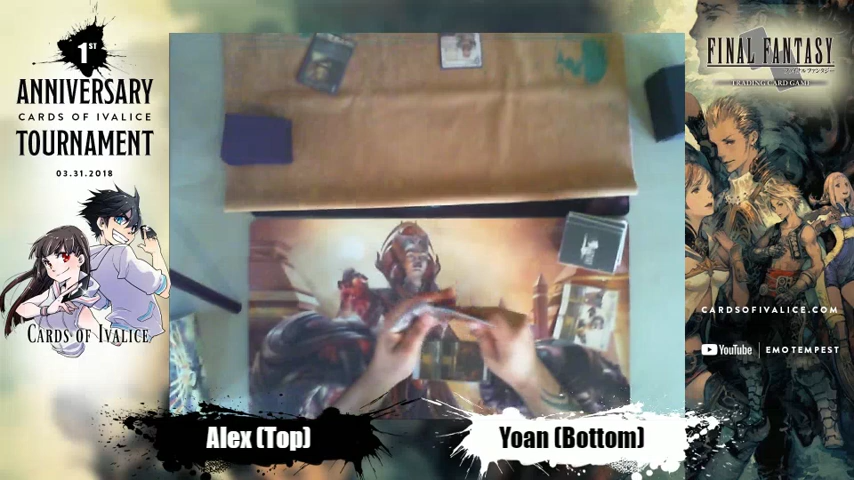 1ST
ANNIVERSARY
CARDS OF IVALICE
TOURNAMENT
03.31.2018
CARDS OF IVALICE
FINAL FANTASY
TRADING CARD GAME
CARDSOFIVALICE.COM
YouTube | EMOTEMPEST
Alex (Top)
Yoan (Bottom)